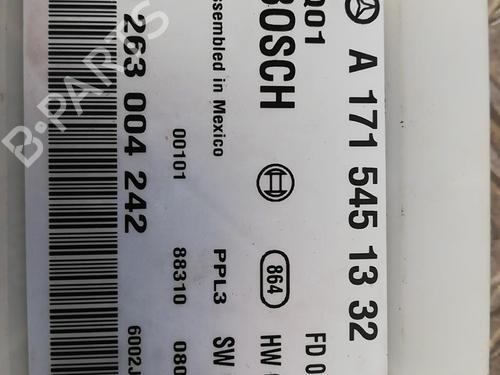 A 171 545 13 32
Q01
FD 0
BOSCH
864
HW
ssembled in Mexico
PPL3
SW
00101
88310
080
263 004 242
6002J
B-PARTS